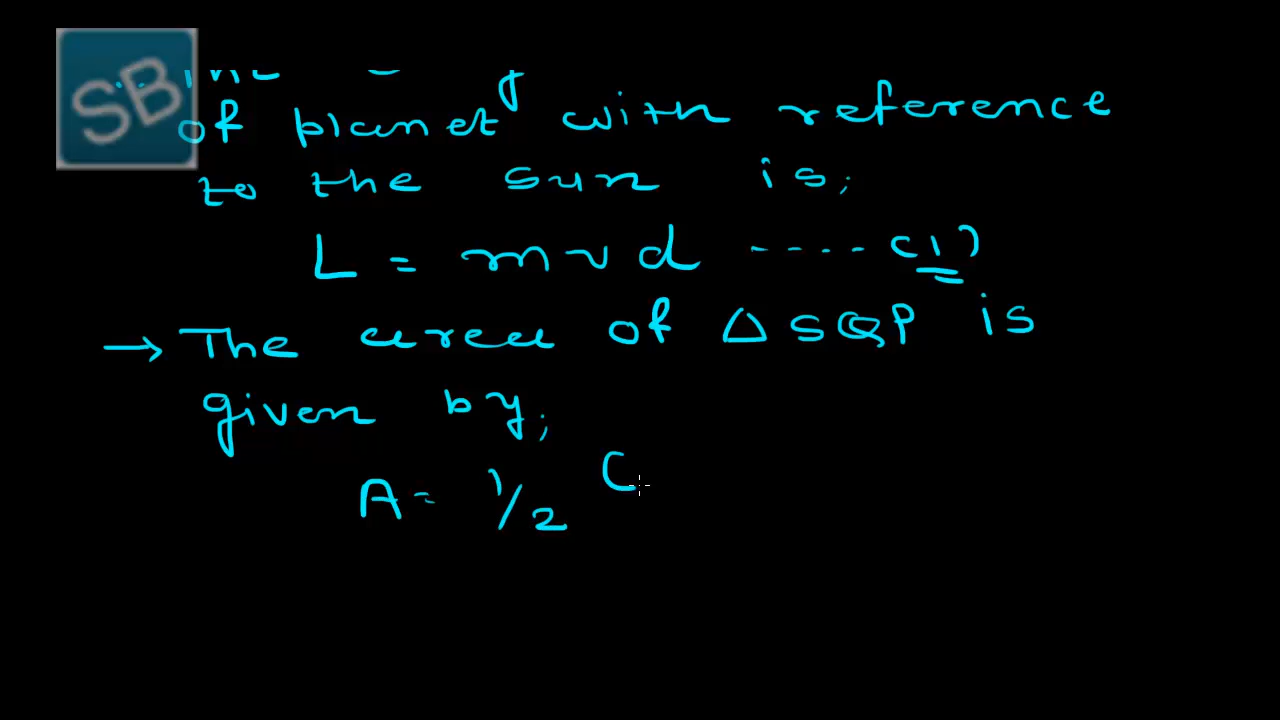 SB
of planet with reference
to the sun is;
L = mvd ---- (1)
→ The area of △ SQP is
given by;
A = 1/2 (